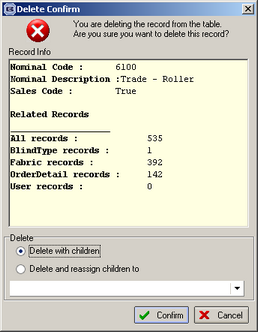 Delete Confirm
You are deleting the record from the table.
Are you sure you want to delete this record?
Record Info
Nominal Code : 6100
Nominal Description :Trade - Roller
Sales Code : True
Related Records
All records : 535
BlindType records : 1
Fabric records : 392
OrderDetail records : 142
User records : 0
Delete
Delete with children
Delete and reassign children to
Confirm Cancel